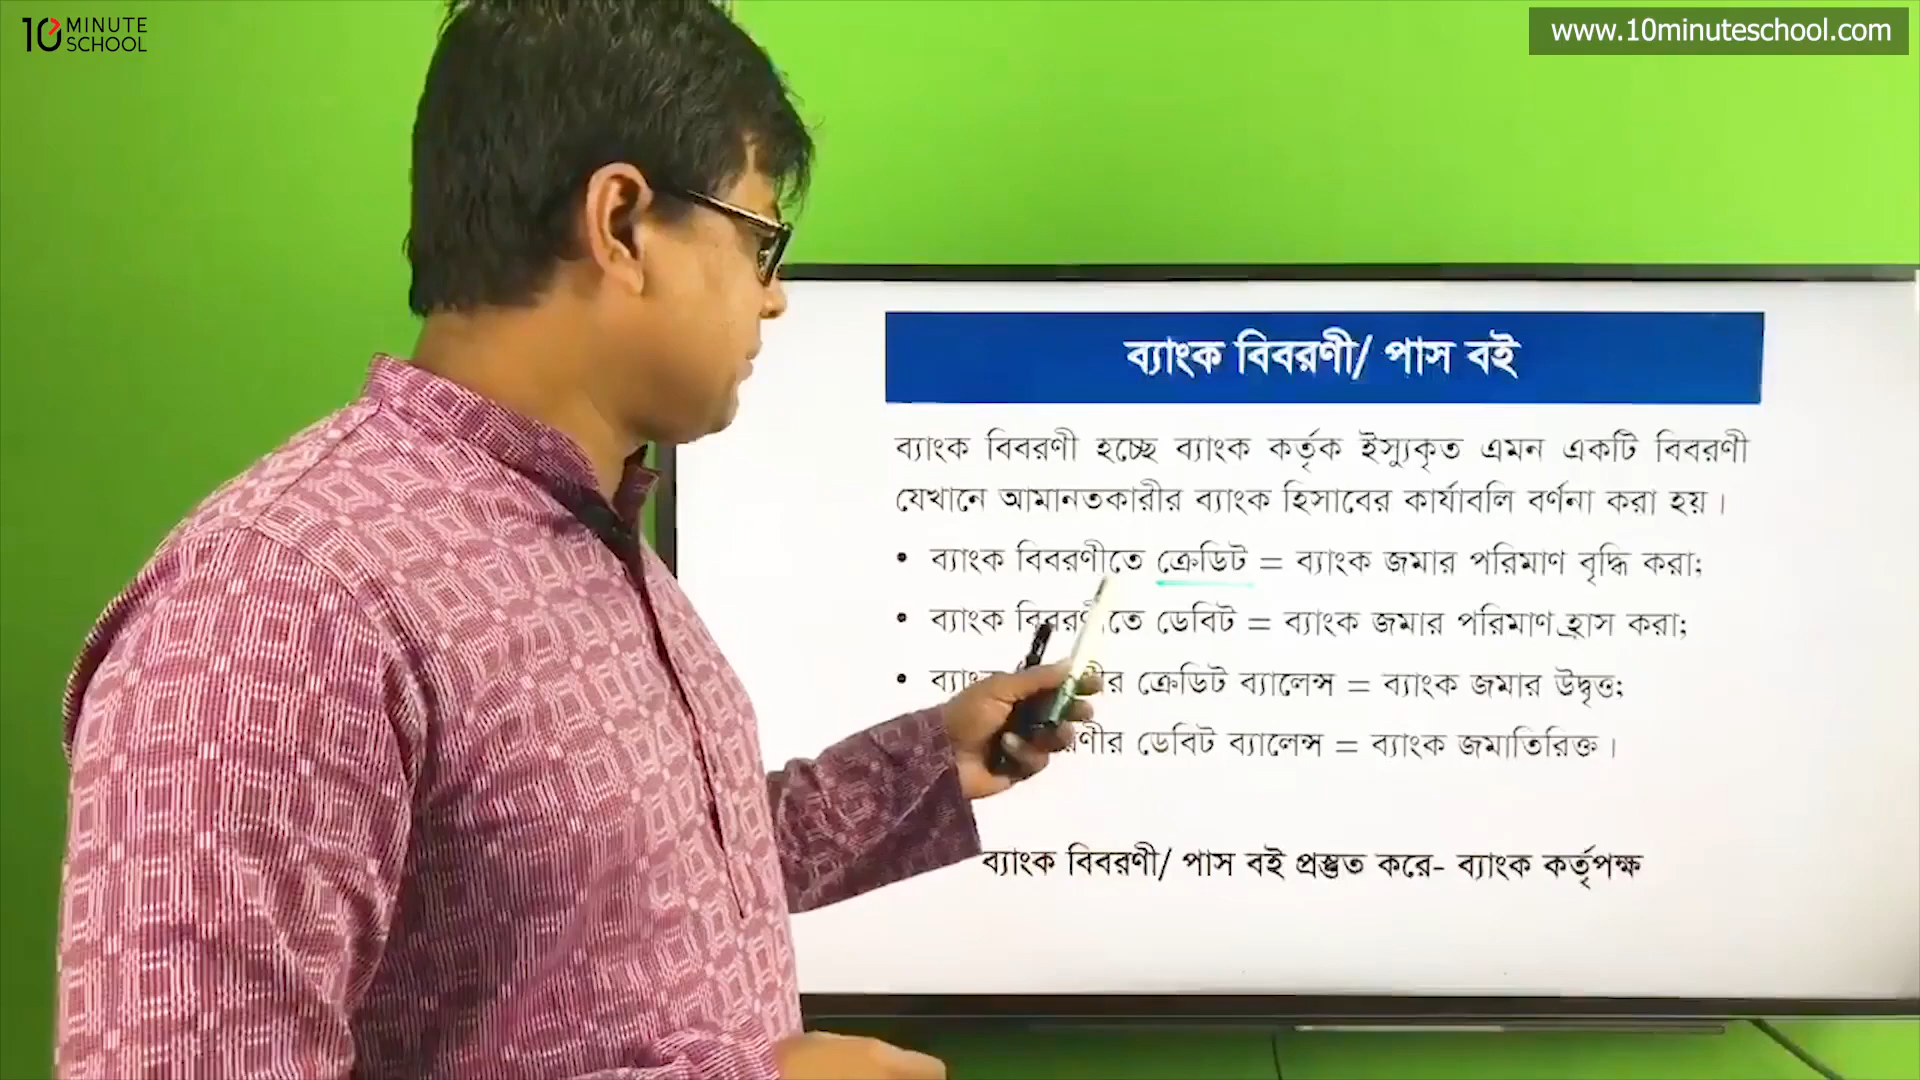 10 MINUTE SCHOOL
www.10minuteschool.com
ব্যাংক বিবরণী/ পাস বই
ব্যাংক বিবরণী হচ্ছে ব্যাংক কর্তৃক ইস্যুকৃত এমন একটি বিবরণী
যেখানে আমানতকারীর ব্যাংক হিসাবের কার্যাবলি বর্ণনা করা হয়।
• ব্যাংক বিবরণীতে ক্রেডিট = ব্যাংক জমার পরিমাণ বৃদ্ধি করা;
• ব্যাংক বিবরণীতে ডেবিট = ব্যাংক জমার পরিমাণ হ্রাস করা;
• ক্রেডিট ব্যালেন্স = ব্যাংক জমার উদ্বৃত্ত;
ডেবিট ব্যালেন্স = ব্যাংক জমাতিরিক্ত।
ব্যাংক বিবরণী/ পাস বই প্রস্তুত করে- ব্যাংক কর্তৃপক্ষ